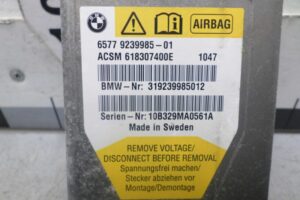 AIRBAG
6577 9239985-01
ACSM 618307400E 1047
BMW-Nr: 319239985012
Serien-Nr: 10B329MA0561A
Made in Sweden
REMOVE VOLTAGE/
DISCONNECT BEFORE REMOVAL
Spannungsfrei machen/
Stecker abziehen vor
Montage/Demontage